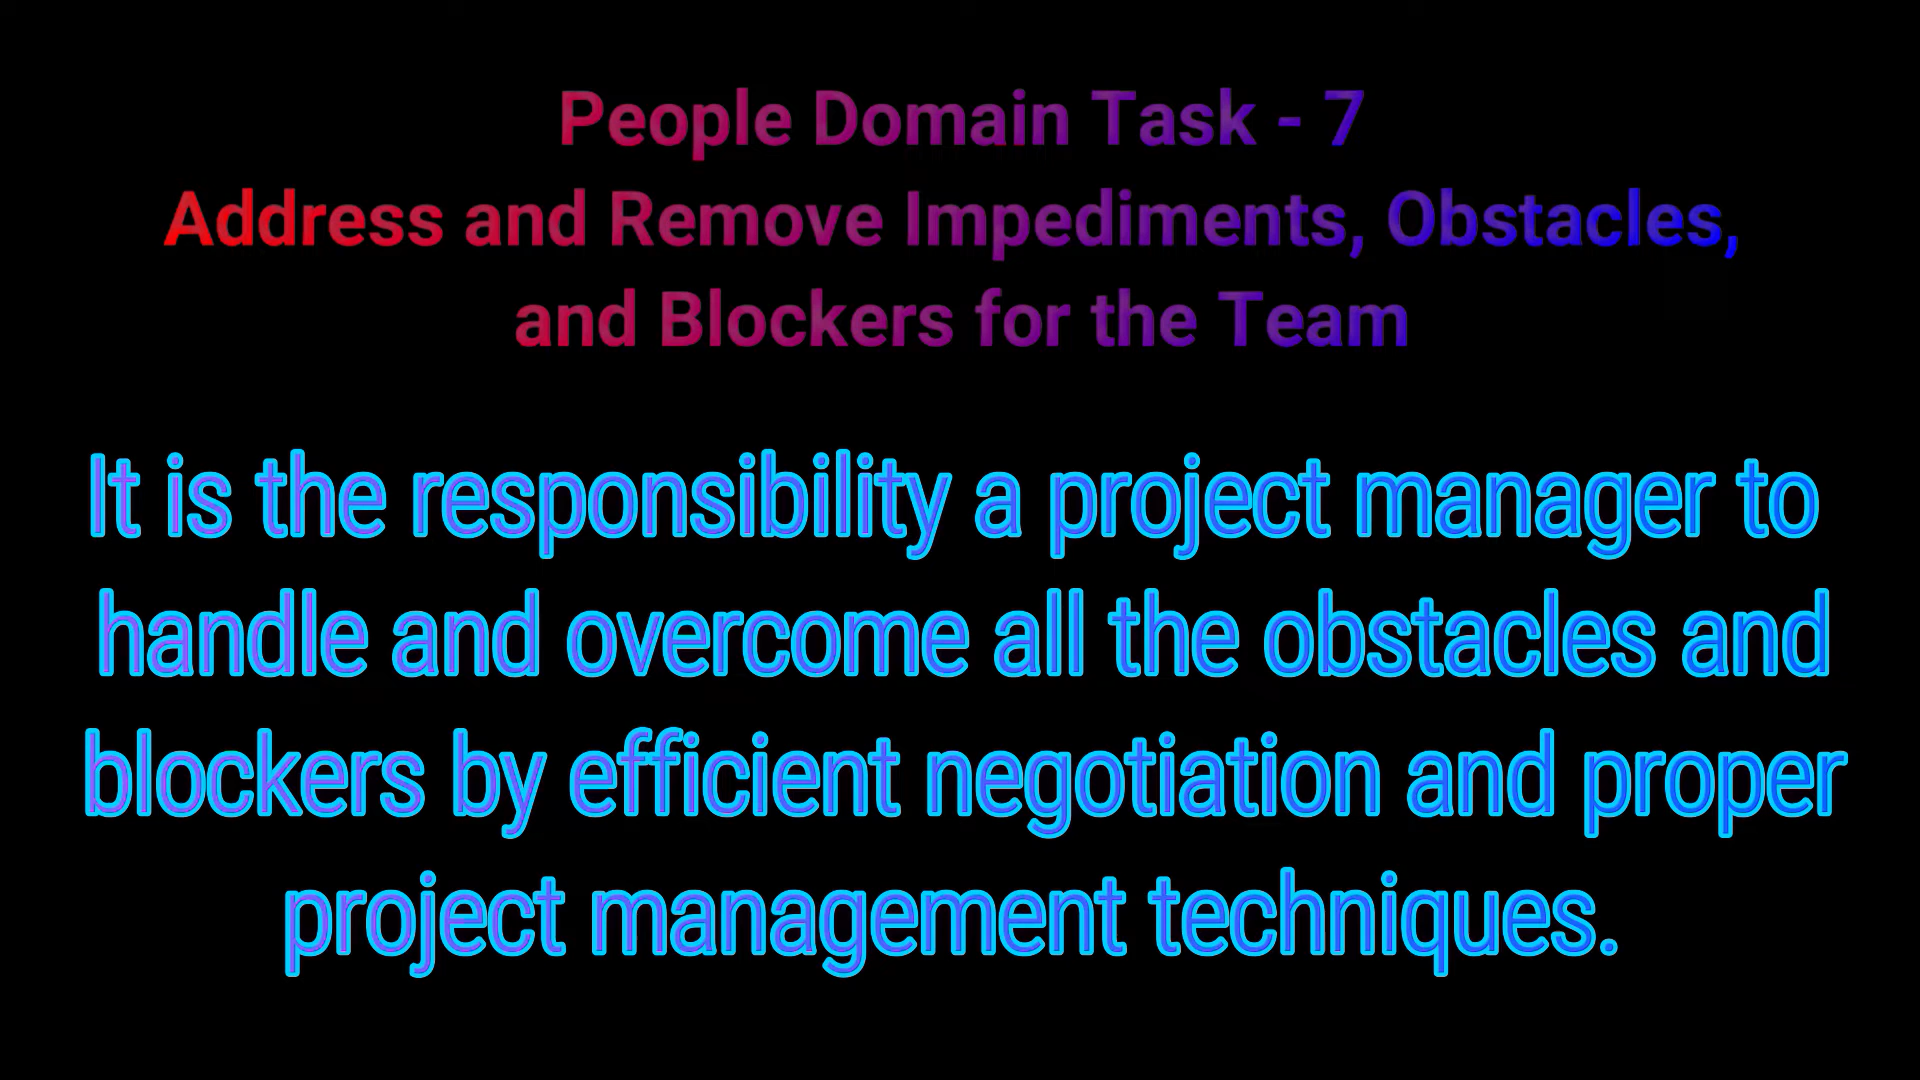 People Domain Task - 7
Address and Remove Impediments, Obstacles,
and Blockers for the Team
It is the responsibility a project manager to
handle and overcome all the obstacles and
blockers by efficient negotiation and proper
project management techniques.